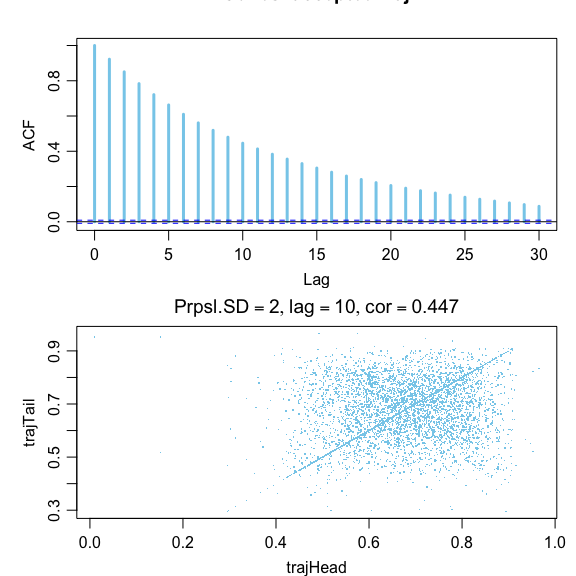 ACF
0.0 0.4 0.8
0 5 10 15 20 25 30
Lag
Prpsl.SD = 2, lag = 10, cor = 0.447
trajTail
0.3 0.5 0.7 0.9
0.0 0.2 0.4 0.6 0.8 1.0
trajHead